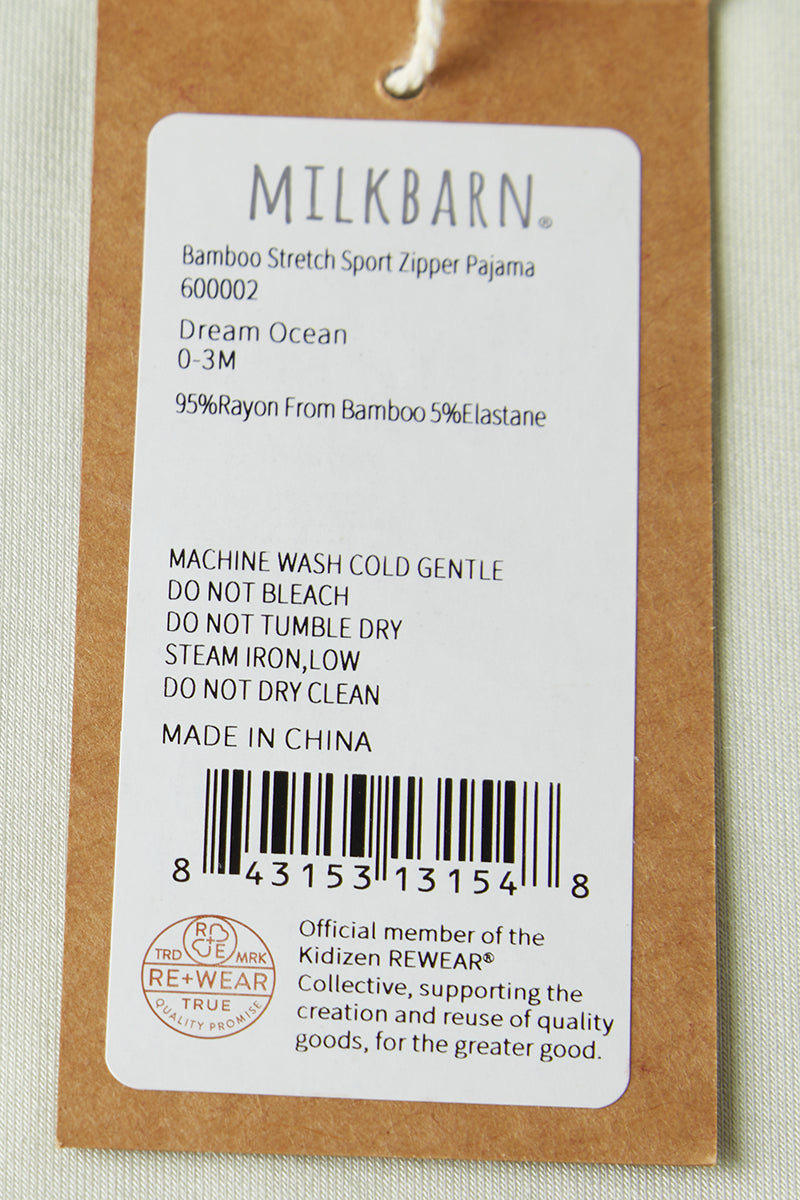 MILKBARN®
Bamboo Stretch Sport Zipper Pajama
600002
Dream Ocean
0-3M
95%Rayon From Bamboo 5%Elastane
MACHINE WASH COLD GENTLE
DO NOT BLEACH
DO NOT TUMBLE DRY
STEAM IRON,LOW
DO NOT DRY CLEAN
MADE IN CHINA
8 43153 13154 8
R
+
C E
TRD MRK
RE+WEAR
TRUE
QUALITY PROMISE
Official member of the
Kidizen REWEAR®
Collective, supporting the
creation and reuse of quality
goods, for the greater good.